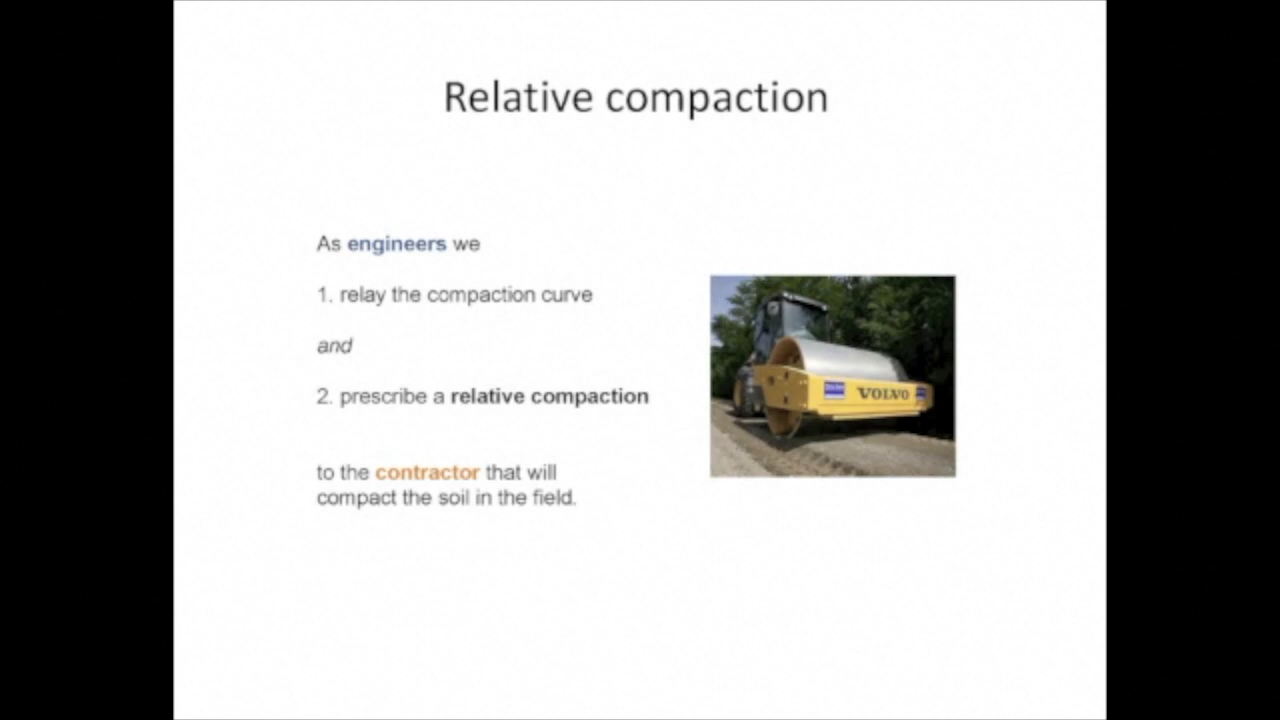 Relative compaction
As engineers we
1. relay the compaction curve
and
2. prescribe a relative compaction
to the contractor that will
compact the soil in the field.
VOLVO